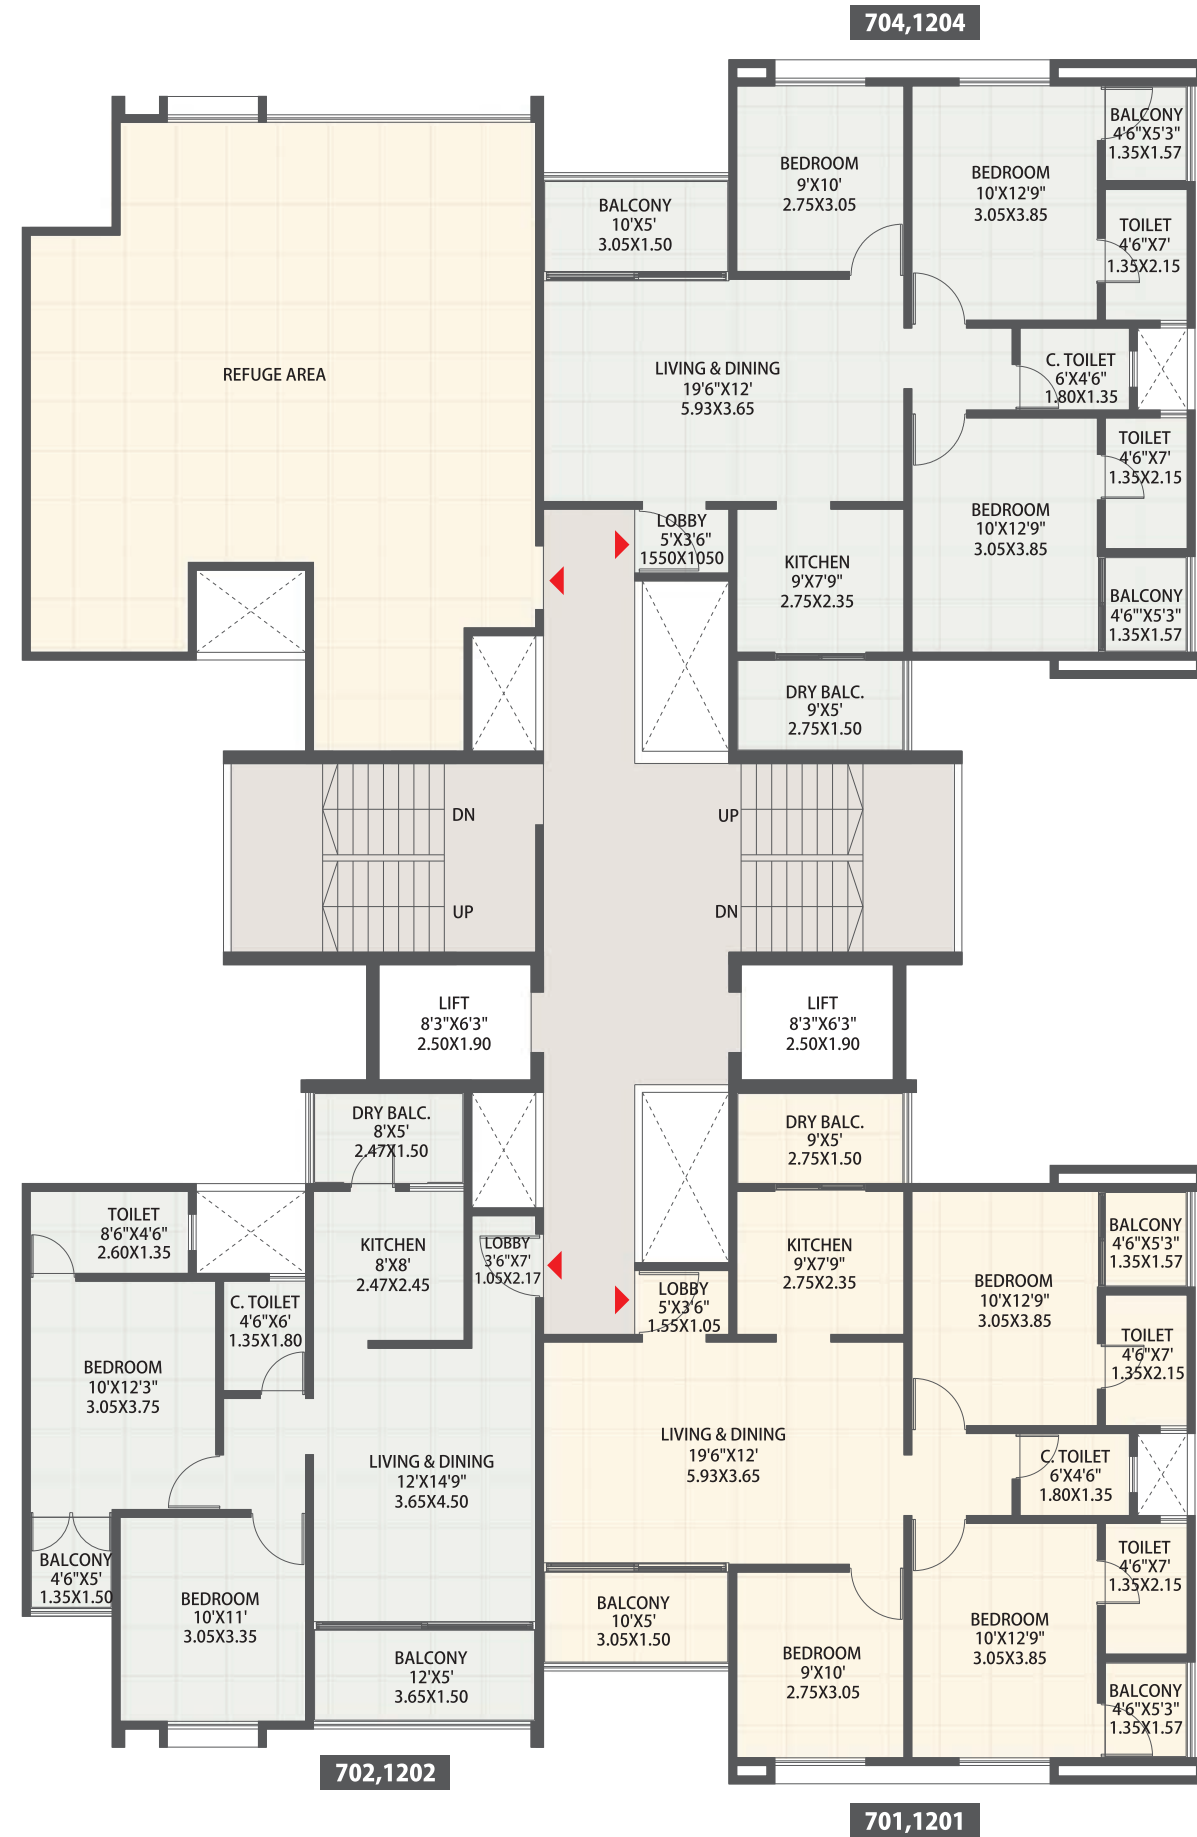 704,1204
BEDROOM
9'X10'
2.75X3.05
BEDROOM
10'X12'9"
3.05X3.85
BALCONY
4'6"X5'3"
1.35X1.57
BALCONY
10'X5'
3.05X1.50
TOILET
4'6"X7'
1.35X2.15
REFUGE AREA
LIVING & DINING
19'6"X12'
5.93X3.65
C. TOILET
6'X4'6"
1.80X1.35
TOILET
4'6"X7'
1.35X2.15
LOBBY
5'X3'6"
1550X1050
BEDROOM
10'X12'9"
3.05X3.85
KITCHEN
9'X7'9"
2.75X2.35
BALCONY
4'6"'X5'3"
1.35X1.57
DRY BALC.
9'X5'
2.75X1.50
DN
UP
UP
DN
LIFT
8'3"X6'3"
2.50X1.90
LIFT
8'3"X6'3"
2.50X1.90
DRY BALC.
8'X5'
2.47X1.50
DRY BALC.
9'X5'
2.75X1.50
TOILET
8'6"X4'6"
2.60X1.35
KITCHEN
8'X8'
2.47X2.45
LOBBY
3'6"X7'
1.05X2.17
KITCHEN
9'X7'9"
2.75X2.35
BALCONY
4'6"X5'3"
1.35X1.57
C. TOILET
4'6"X6'
1.35X1.80
LOBBY
5'X3'6"
1.55X1.05
BEDROOM
10'X12'9"
3.05X3.85
TOILET
4'6"X7'
1.35X2.15
BEDROOM
10'X12'3"
3.05X3.75
LIVING & DINING
12'X14'9"
3.65X4.50
LIVING & DINING
19'6"X12'
5.93X3.65
C. TOILET
6'X4'6"
1.80X1.35
BALCONY
4'6"X5'
1.35X1.50
TOILET
4'6"X7'
1.35X2.15
BEDROOM
10'X11'
3.05X3.35
BALCONY
10'X5'
3.05X1.50
BEDROOM
10'X12'9"
3.05X3.85
BALCONY
12'X5'
3.65X1.50
BEDROOM
9'X10'
2.75X3.05
BALCONY
4'6"X5'3"
1.35X1.57
702,1202
701,1201